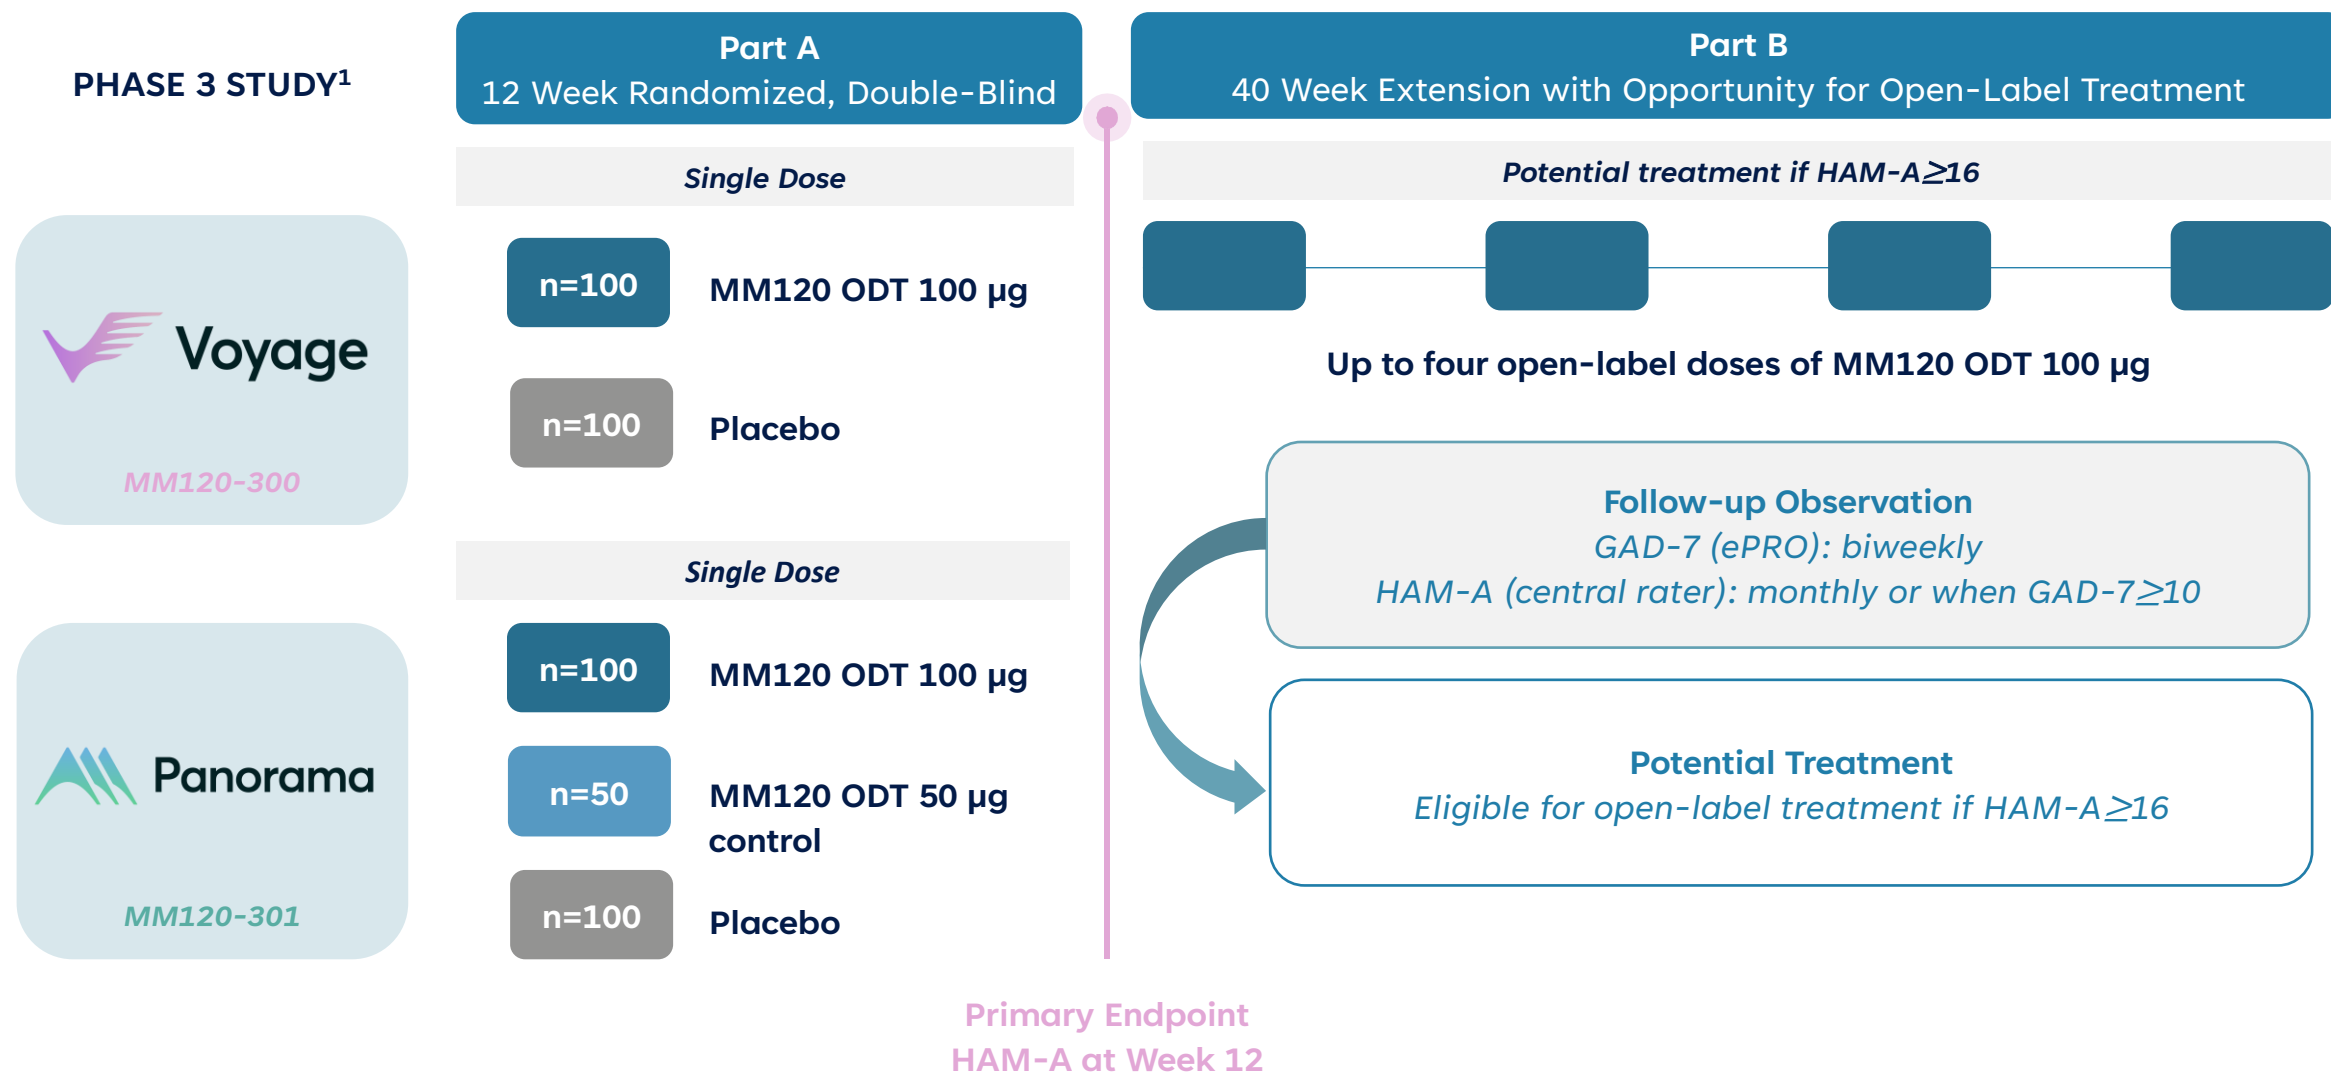 PHASE 3 STUDY¹
Part A
12 Week Randomized, Double-Blind
Part B
40 Week Extension with Opportunity for Open-Label Treatment
Single Dose
Potential treatment if HAM-A≥16
Voyage
MM120-300
n=100
MM120 ODT 100 µg
n=100
Placebo
Up to four open-label doses of MM120 ODT 100 µg
Follow-up Observation
GAD-7 (ePRO): biweekly
HAM-A (central rater): monthly or when GAD-7≥10
Single Dose
Panorama
MM120-301
n=100
MM120 ODT 100 µg
n=50
MM120 ODT 50 µg
control
n=100
Placebo
Potential Treatment
Eligible for open-label treatment if HAM-A≥16
Primary Endpoint
HAM-A at Week 12